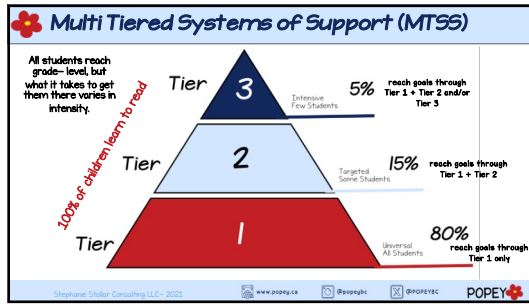 Multi Tiered Systems of Support (MTSS)
All students reach
grade- level, but
what it takes to get
them there varies in
intensity.
100% of children learn to read
Tier 3
Intensive
Few Students
5%
reach goals through
Tier 1 + Tier 2 and/or
Tier 3
Tier 2
Targeted
Some Students
15%
reach goals through
Tier 1 + Tier 2
Tier 1
Universal
All Students
80%
reach goals through
Tier 1 only
Stephanie Stollar Consulting LLC- 2021
www.popey.ca
@popeybc
@POPEYBC
POPEY